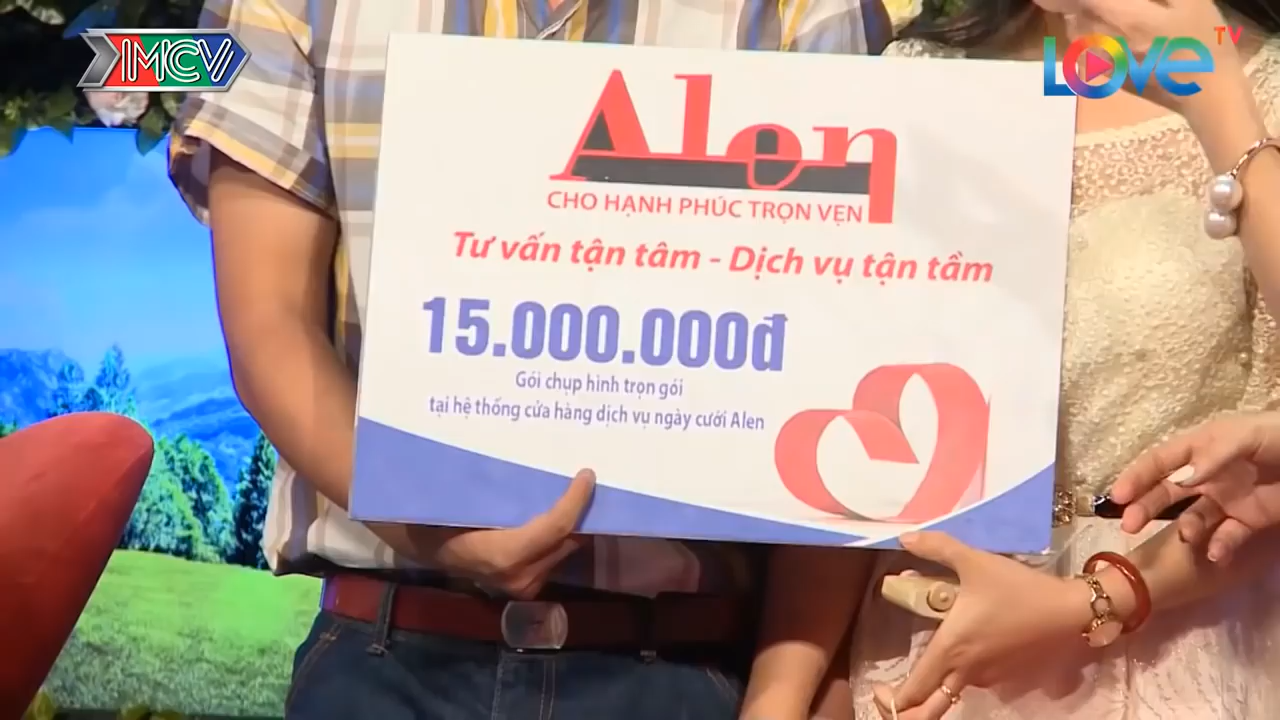 MCV
LOVE TV
Alen
CHO HẠNH PHÚC TRỌN VẸN
Tư vấn tận tâm - Dịch vụ tận tầm
15.000.000đ
Gói chụp hình trọn gói
tại hệ thống cửa hàng dịch vụ ngày cưới Alen